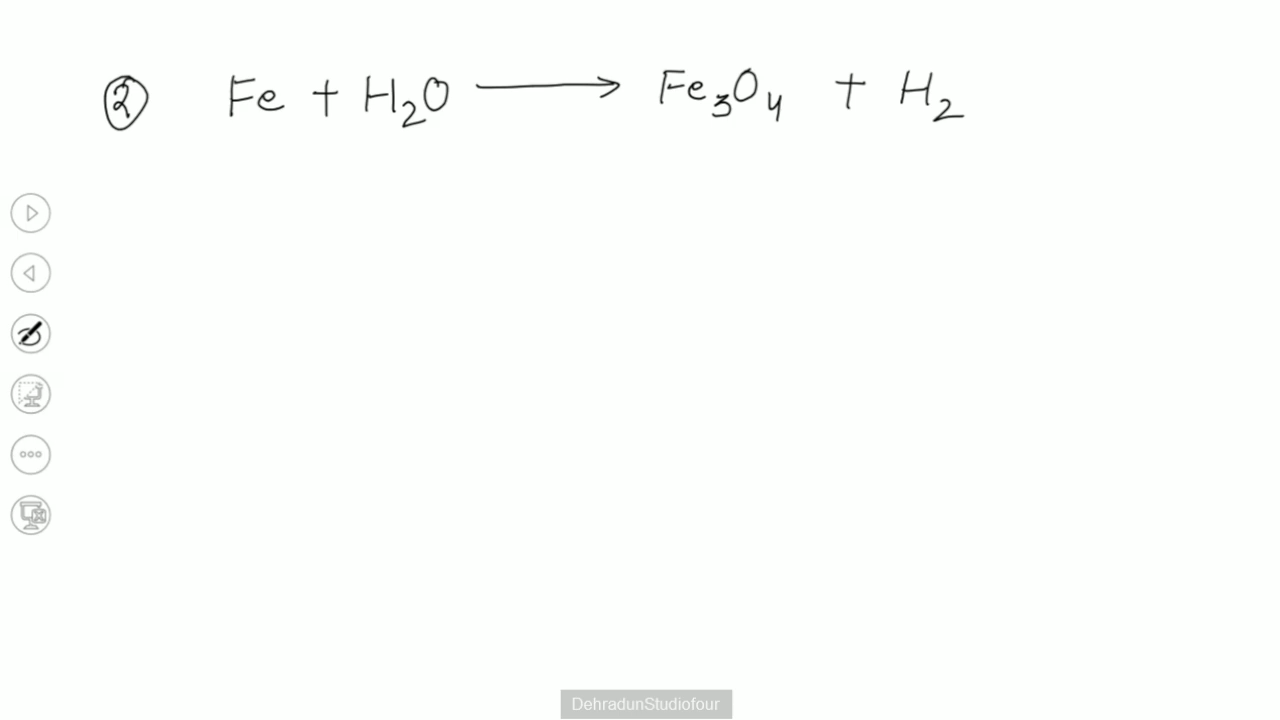 ② Fe + H₂O ⟶ Fe₃O₄ + H₂
DehradunStudiofour